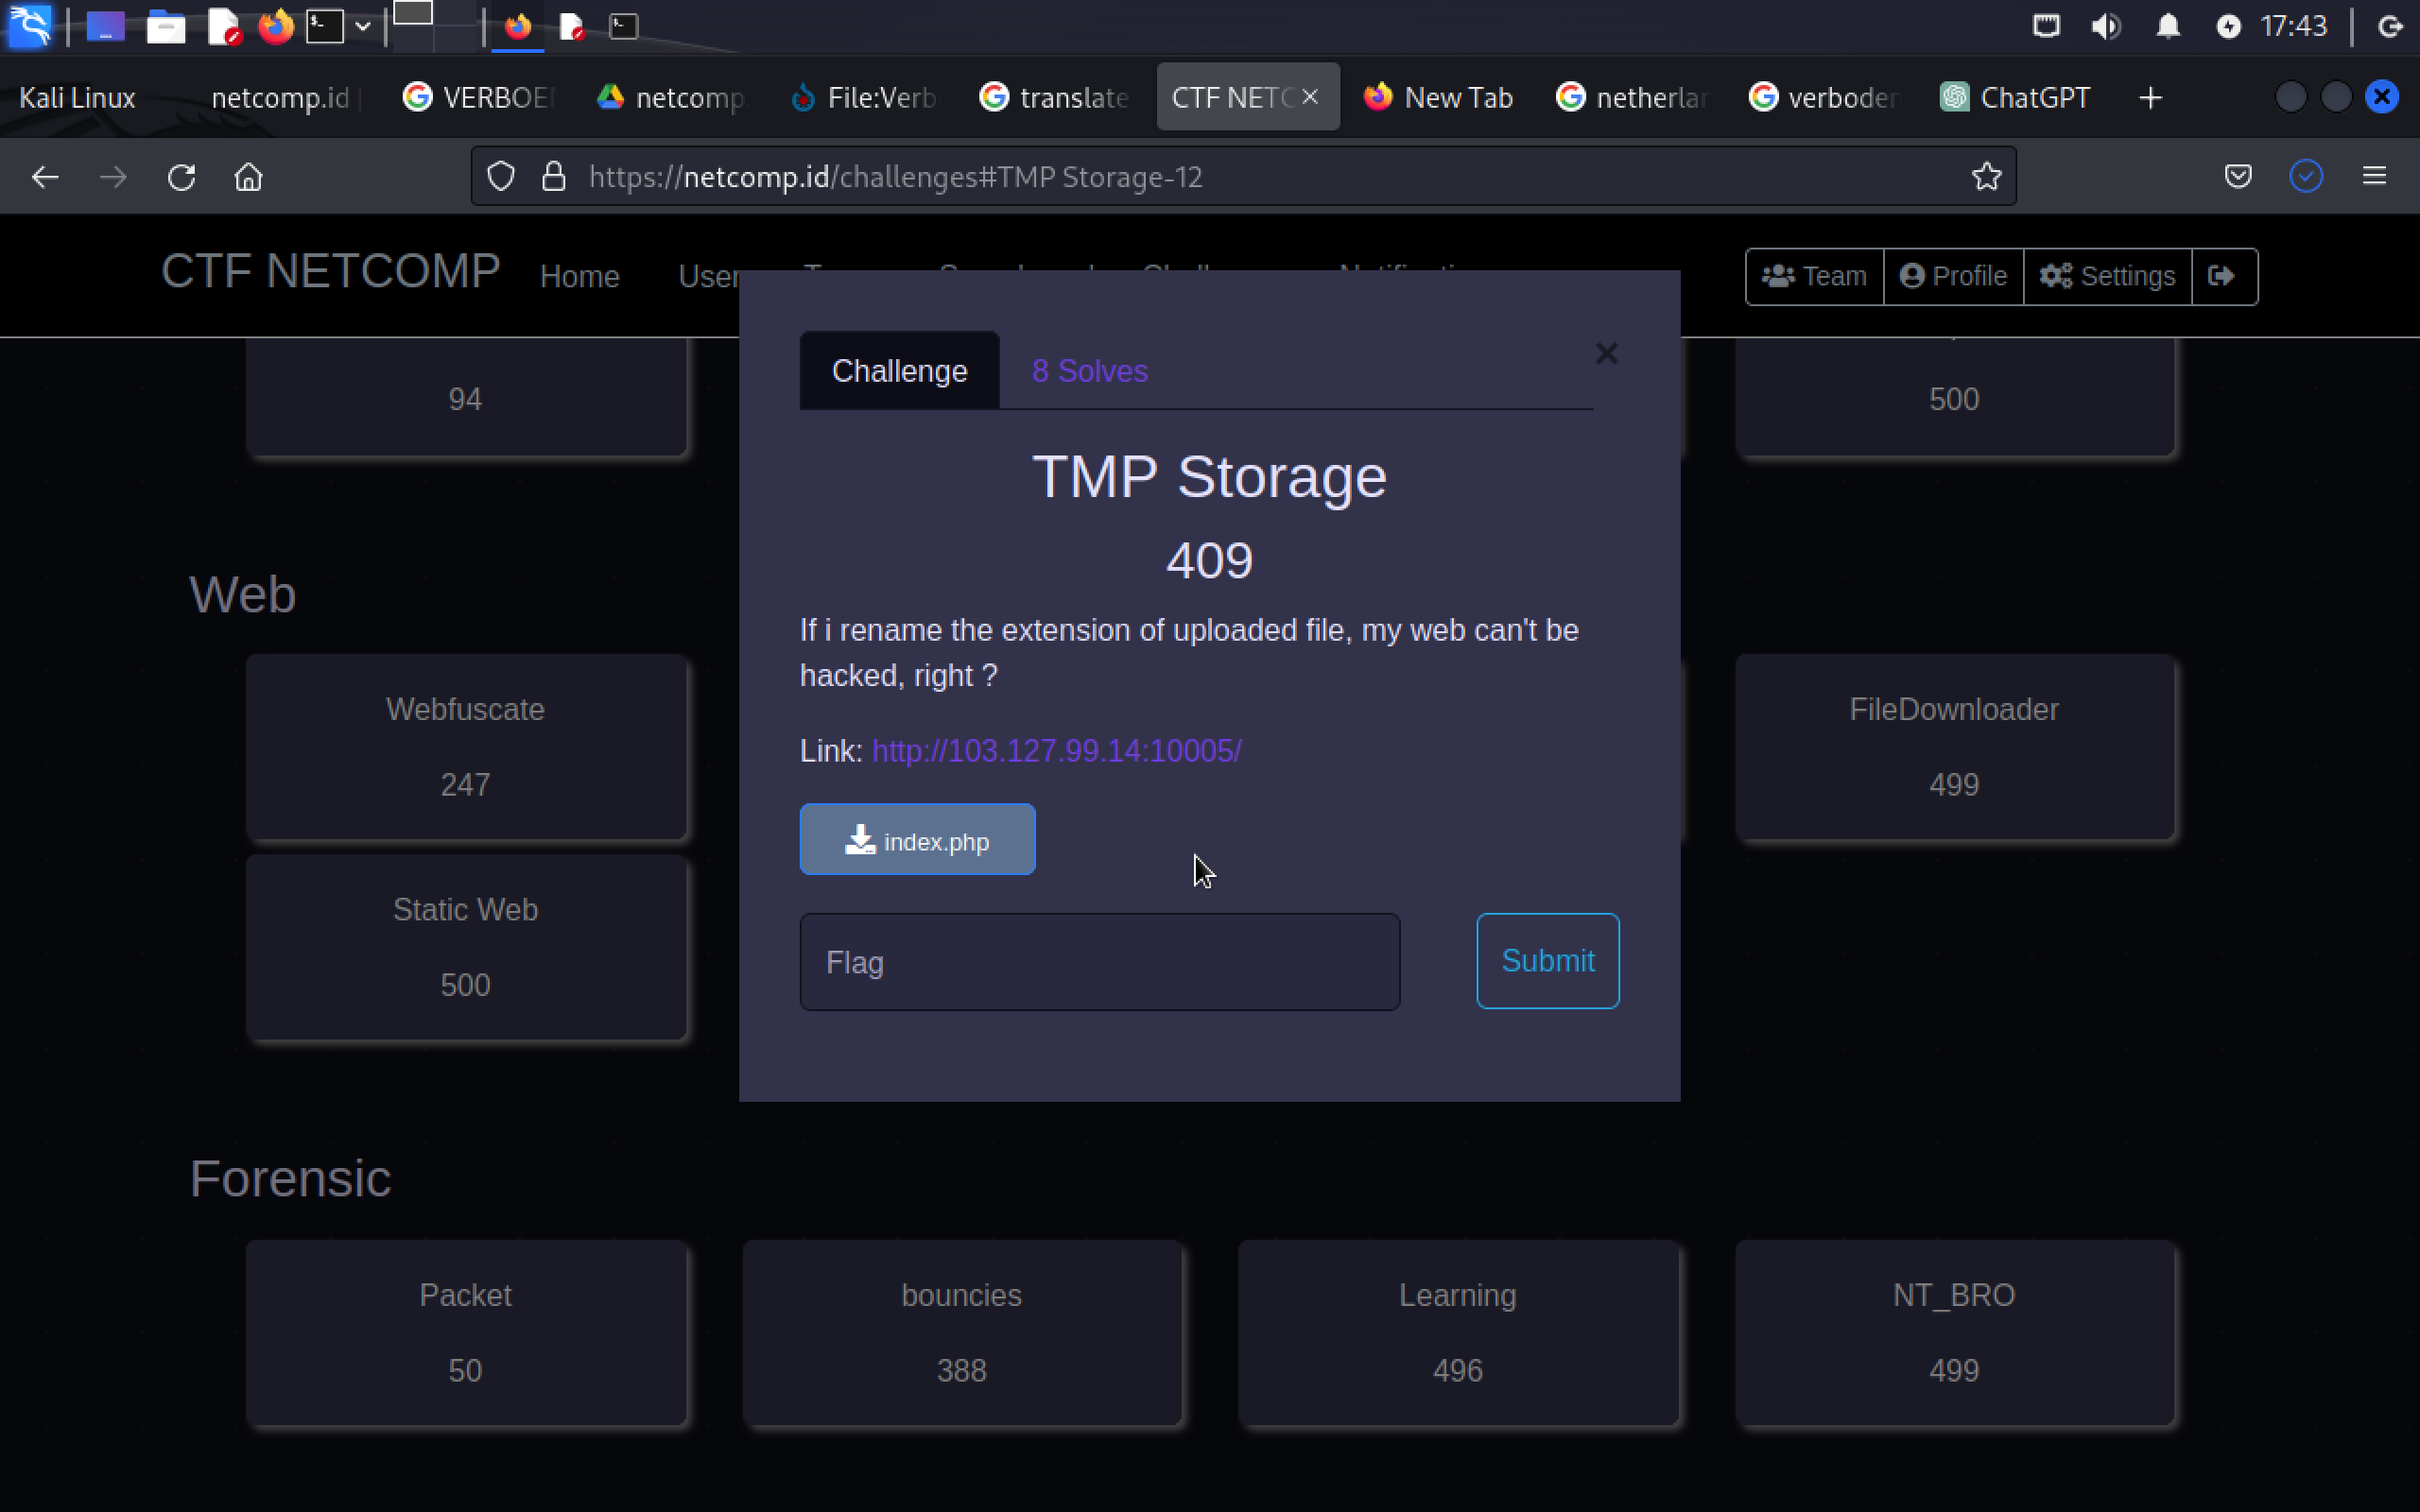 17:43
Kali Linux
netcomp.id
VERBOE
netcomp
File:Verb
translate
CTF NETC
New Tab
netherlan
verboden
ChatGPT
https://netcomp.id/challenges#TMP Storage-12
CTF NETCOMP
Home
User
Team
Profile
Settings
Challenge
8 Solves
94
500
TMP Storage
409
If i rename the extension of uploaded file, my web can't be
hacked, right ?
Link: http://103.127.99.14:10005/
index.php
Flag
Submit
Web
Webfuscate
247
FileDownloader
499
Static Web
500
Forensic
Packet
50
bouncies
388
Learning
496
NT_BRO
499